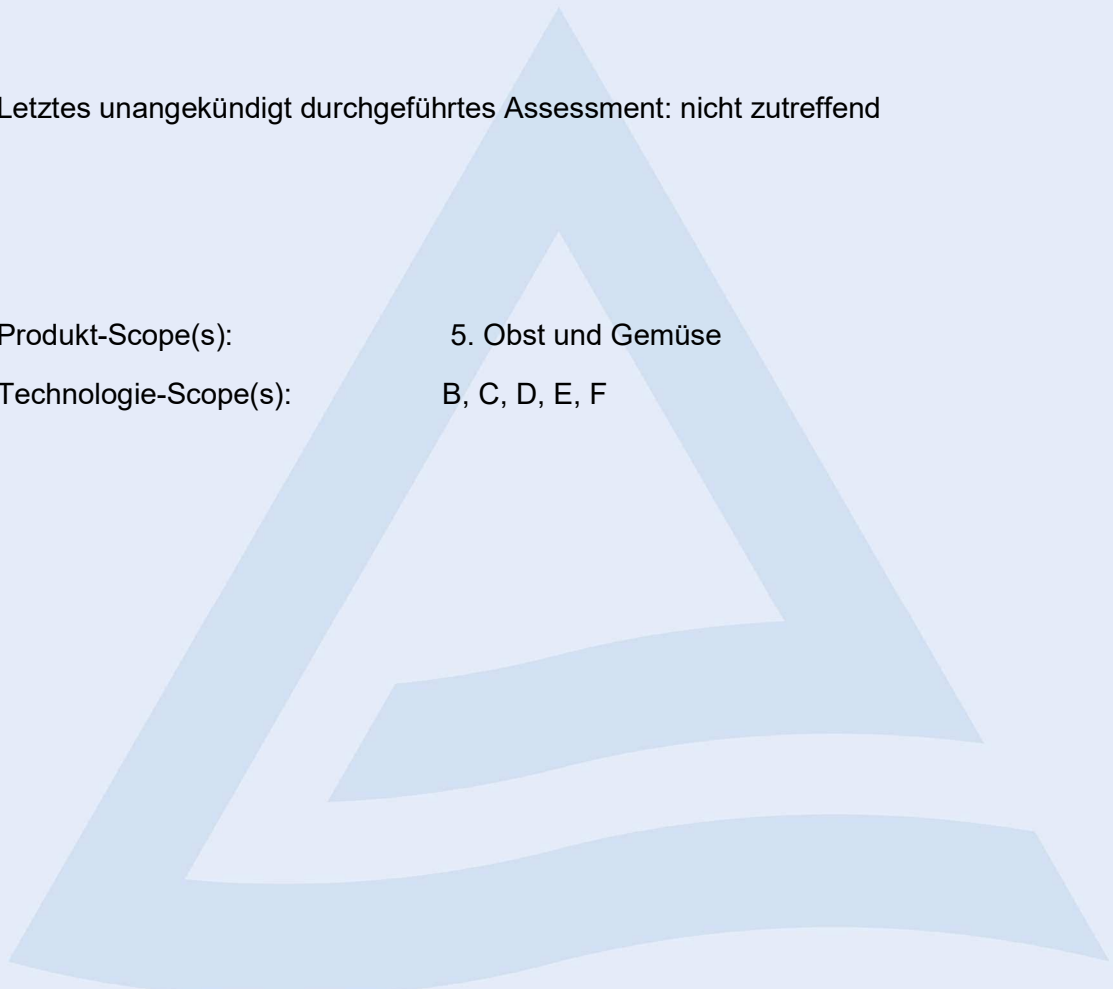 Letztes unangekündigt durchgeführtes Assessment: nicht zutreffend
Produkt-Scope(s): 5. Obst und Gemüse
Technologie-Scope(s): B, C, D, E, F